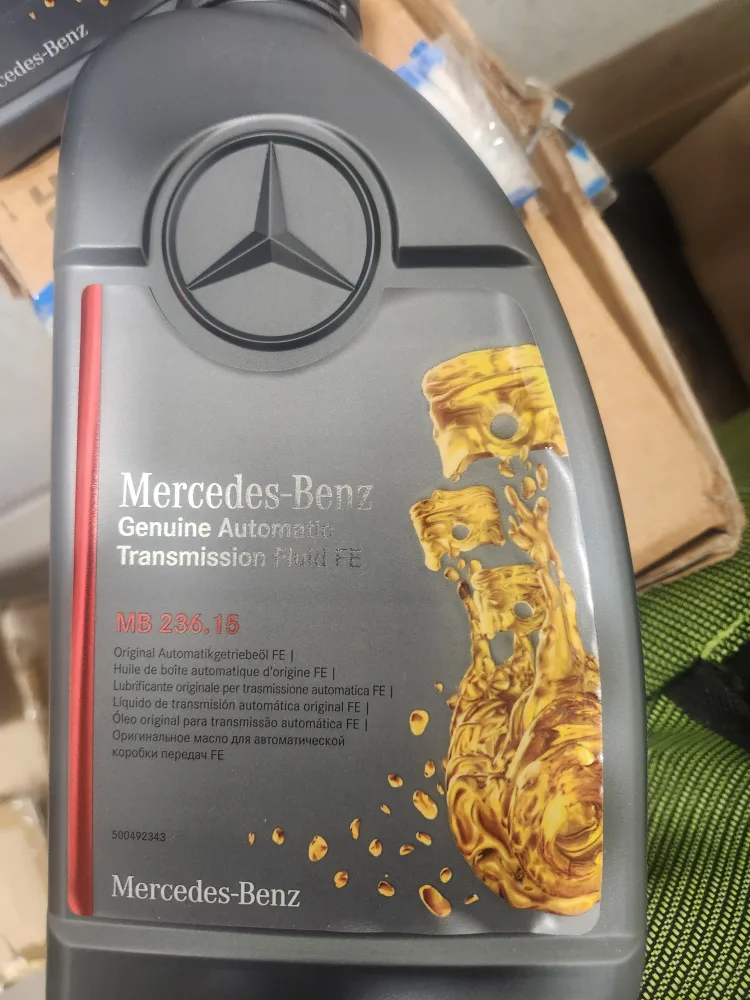 cedes-Benz
Mercedes-Benz
Genuine Automatic
Transmission Fluid FE
MB 236.15
Original Automatikgetriebeöl FE |
Huile de boîte automatique d'origine FE |
Lubrificante originale per trasmissione automatica FE |
Líquido de transmisión automática original FE |
Óleo original para transmissão automática FE |
Оригинальное масло для автоматической
коробки передач FE
500492343
Mercedes-Benz